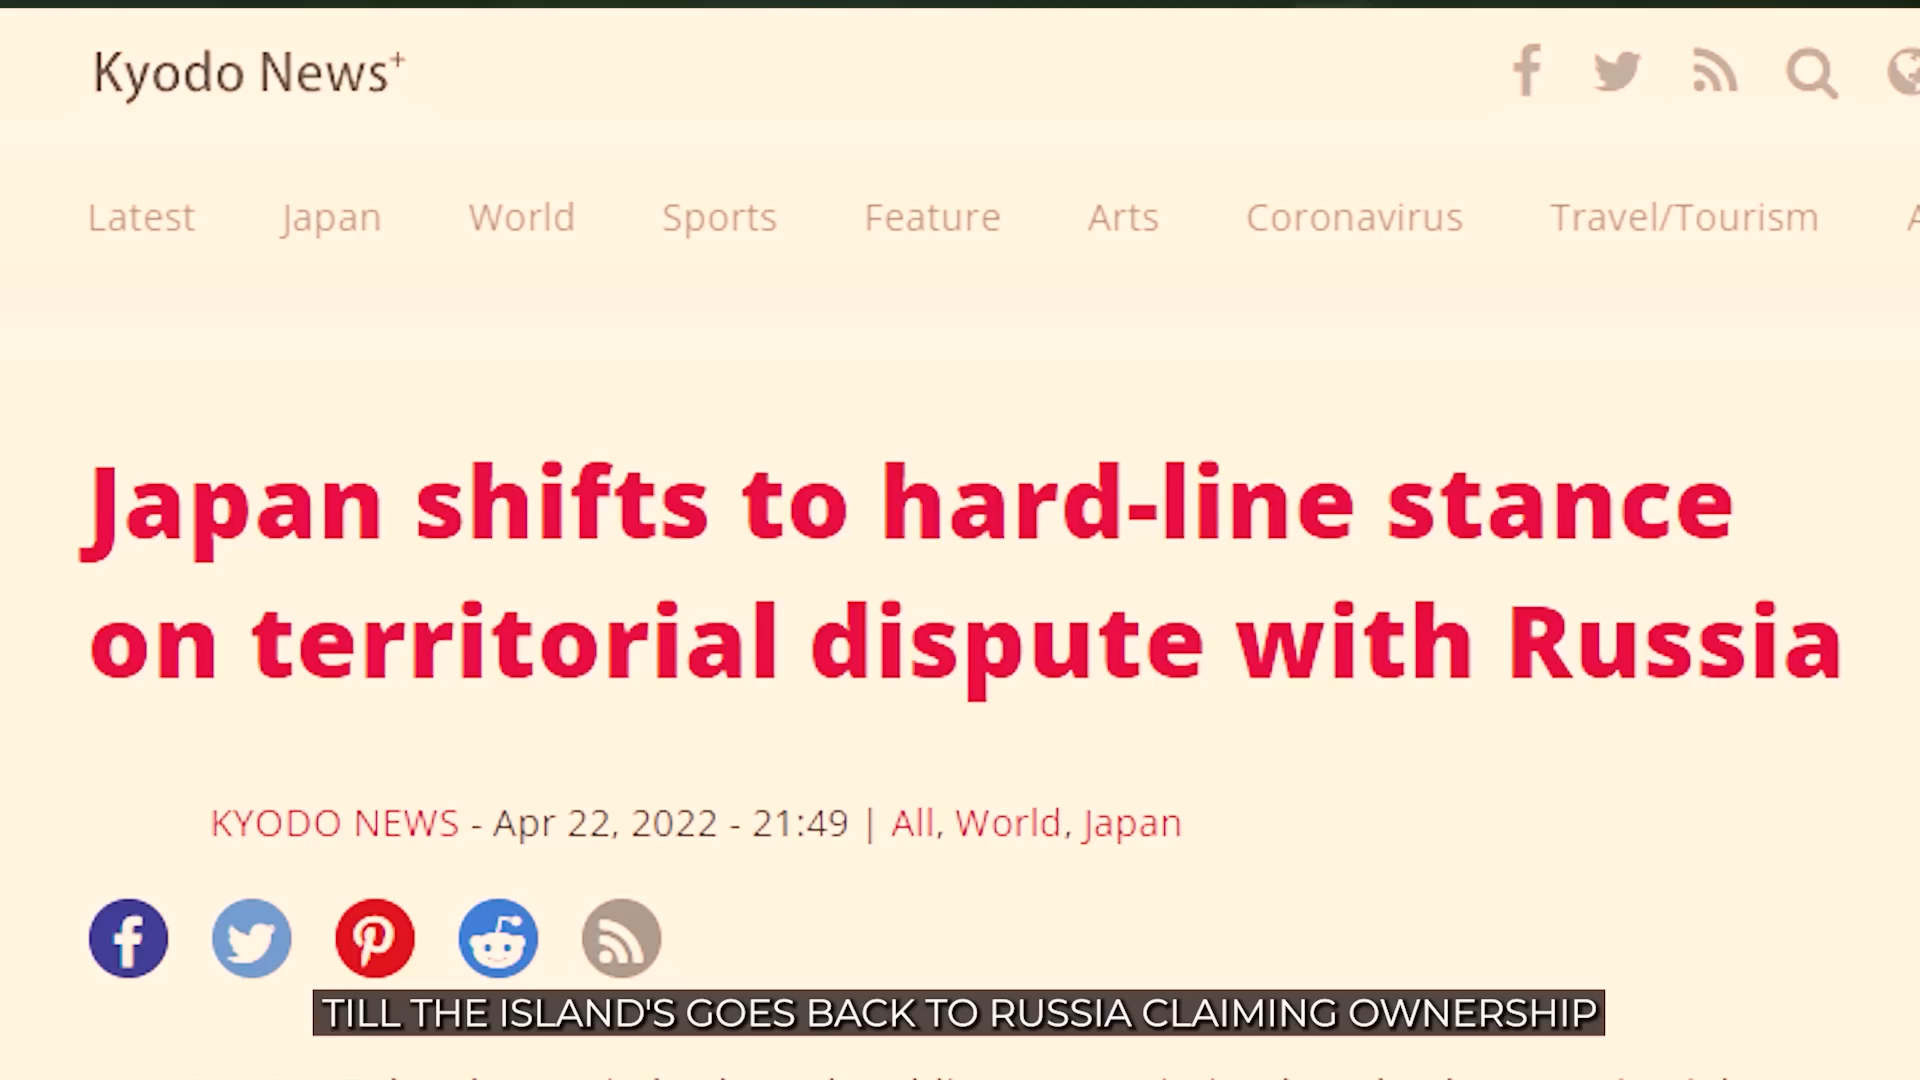 Kyodo News+
Latest Japan World Sports Feature Arts Coronavirus Travel/Tourism
Japan shifts to hard-line stance
on territorial dispute with Russia
KYODO NEWS - Apr 22, 2022 - 21:49 | All, World, Japan
TILL THE ISLAND'S GOES BACK TO RUSSIA CLAIMING OWNERSHIP